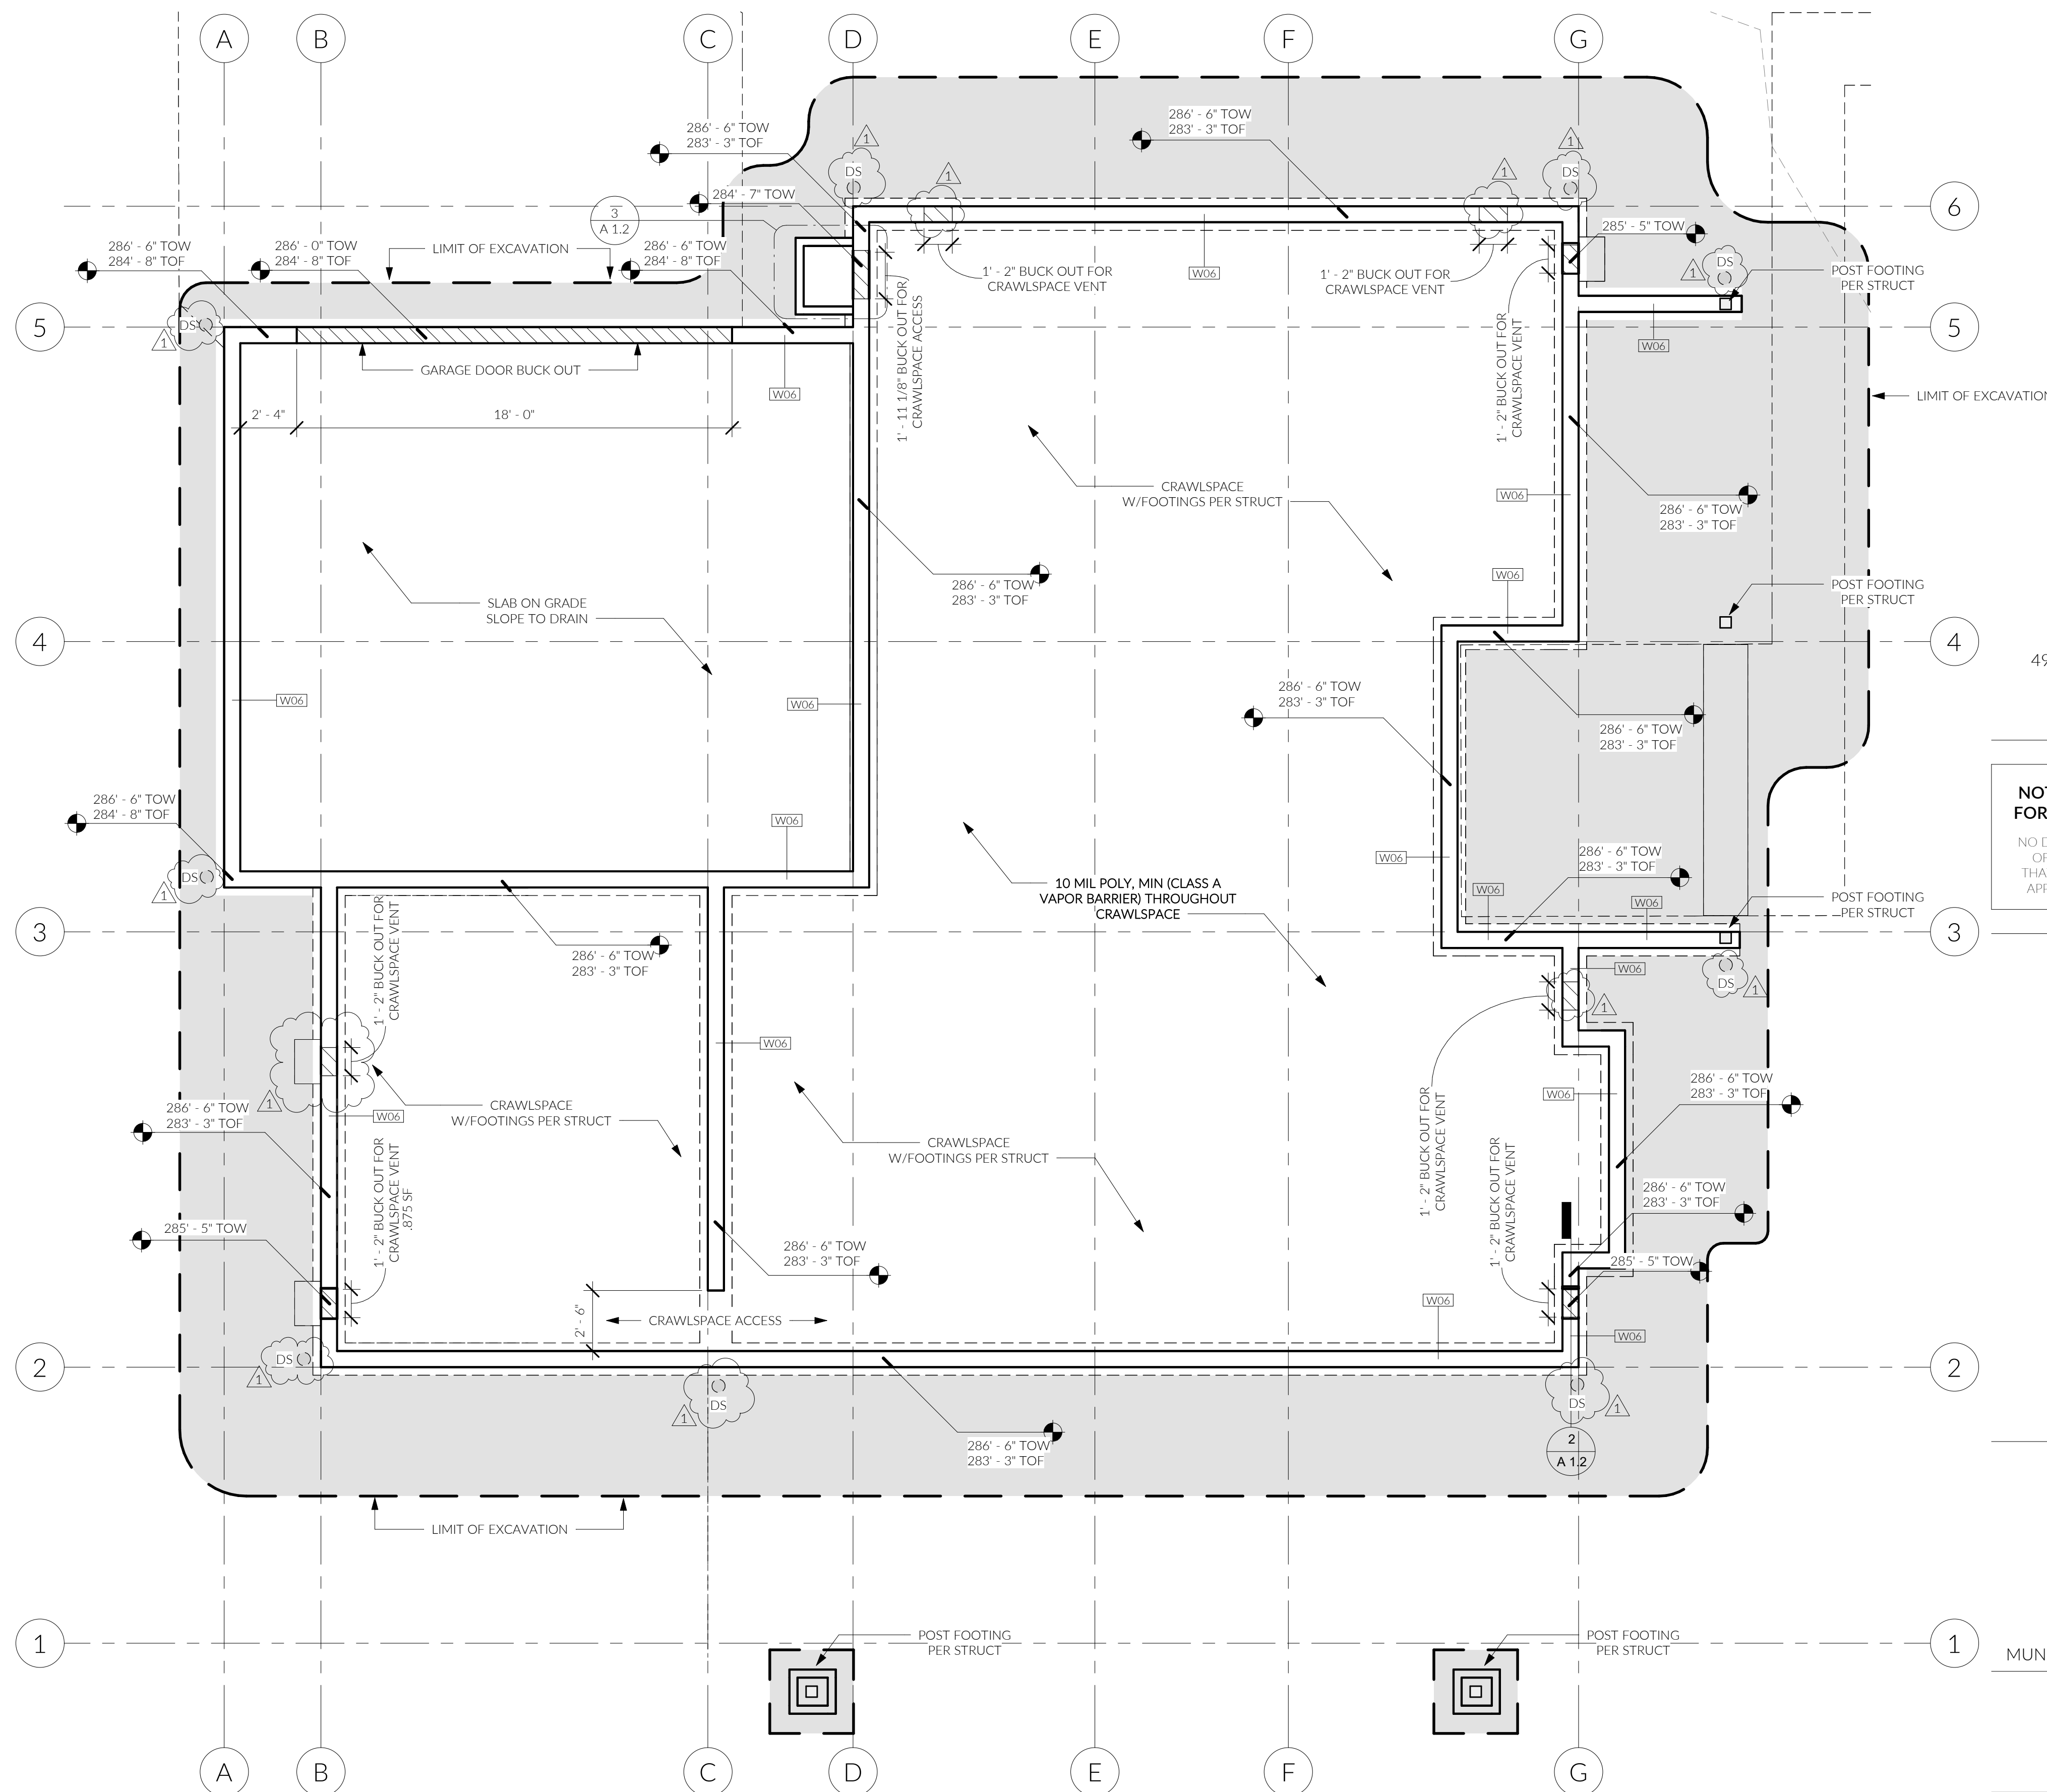 A
B
C
D
E
F
G
286' - 6" TOW
283' - 3" TOF
286' - 6" TOW
283' - 3" TOF
1
1
1
1
DS
DS
284' - 7" TOW
6
3
A 1.2
285' - 5" TOW
286' - 6" TOW
284' - 8" TOF
286' - 0" TOW
284' - 8" TOF
LIMIT OF EXCAVATION
286' - 6" TOW
284' - 8" TOF
1' - 2" BUCK OUT FOR
CRAWLSPACE VENT
W06
1' - 2" BUCK OUT FOR
CRAWLSPACE VENT
DS
1
POST FOOTING
PER STRUCT
5
DS
1
5
1' - 11 1/8" BUCK OUT FOR
CRAWLSPACE ACCESS
1' - 2" BUCK OUT FOR
CRAWLSPACE VENT
W06
GARAGE DOOR BUCK OUT
W06
LIMIT OF EXCAVATION
2' - 4"
18' - 0"
CRAWLSPACE
W/FOOTINGS PER STRUCT
W06
286' - 6" TOW
283' - 3" TOF
286' - 6" TOW
283' - 3" TOF
W06
POST FOOTING
PER STRUCT
SLAB ON GRADE
SLOPE TO DRAIN
4
4
49
W06
W06
286' - 6" TOW
283' - 3" TOF
286' - 6" TOW
283' - 3" TOF
286' - 6" TOW
284' - 8" TOF
W06
NOT
FOR
NO D
OF
THA
APP
286' - 6" TOW
283' - 3" TOF
W06
DS
1
10 MIL POLY, MIN (CLASS A
VAPOR BARRIER) THROUGHOUT
CRAWLSPACE
W06
W06
POST FOOTING
PER STRUCT
3
3
1' - 2" BUCK OUT FOR
CRAWLSPACE VENT
286' - 6" TOW
283' - 3" TOF
W06
DS
1
1
W06
1
CRAWLSPACE
W/FOOTINGS PER STRUCT
286' - 6" TOW
283' - 3" TOF
W06
W06
286' - 6" TOW
283' - 3" TOF
1' - 2" BUCK OUT FOR
CRAWLSPACE VENT
CRAWLSPACE
W/FOOTINGS PER STRUCT
1' - 2" BUCK OUT FOR
CRAWLSPACE VENT
.875 SF
1' - 2" BUCK OUT FOR
CRAWLSPACE VENT
286' - 6" TOW
283' - 3" TOF
285' - 5" TOW
286' - 6" TOW
283' - 3" TOF
285' - 5" TOW
W06
2' - 6"
CRAWLSPACE ACCESS
W06
DS
1
2
2
DS
1
DS
1
286' - 6" TOW
283' - 3" TOF
2
A 1.2
LIMIT OF EXCAVATION
POST FOOTING
PER STRUCT
POST FOOTING
PER STRUCT
1
1
MUN
A
B
C
D
E
F
G